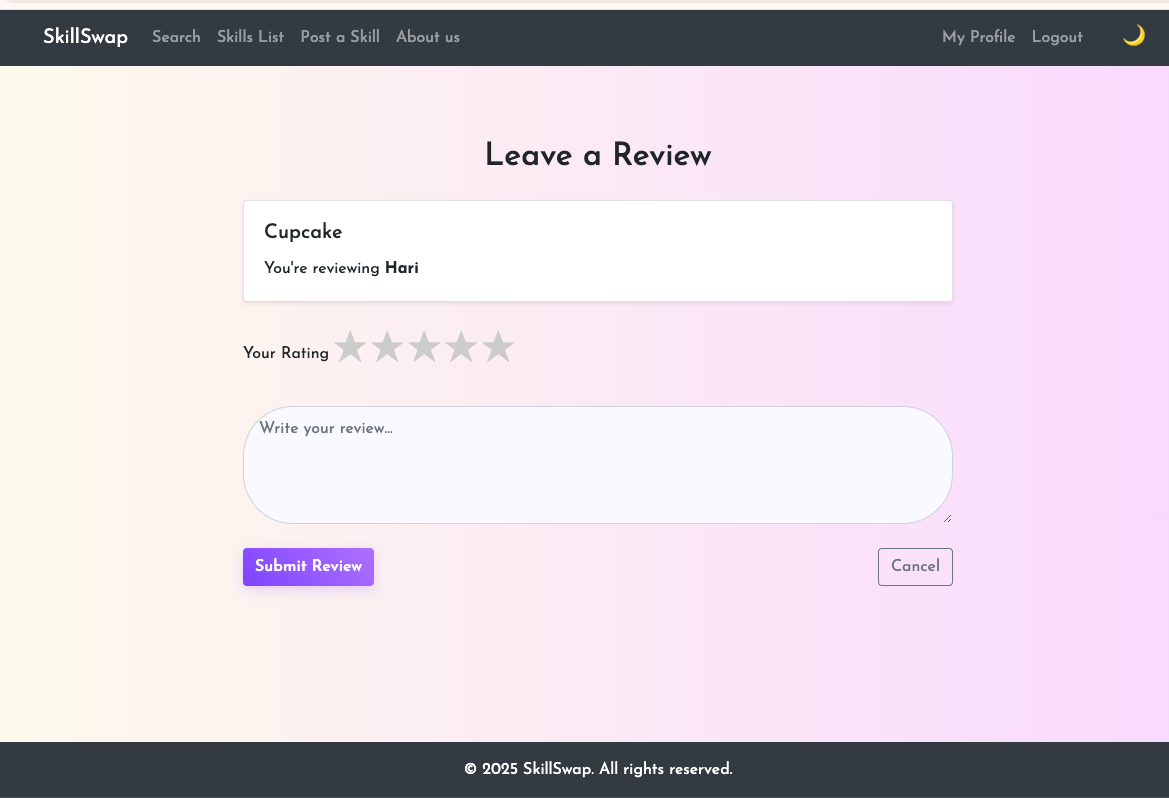 SkillSwap Search Skills List Post a Skill About us My Profile Logout
Leave a Review
Cupcake
You're reviewing Hari
Your Rating
Write your review...
Submit Review Cancel
© 2025 SkillSwap. All rights reserved.